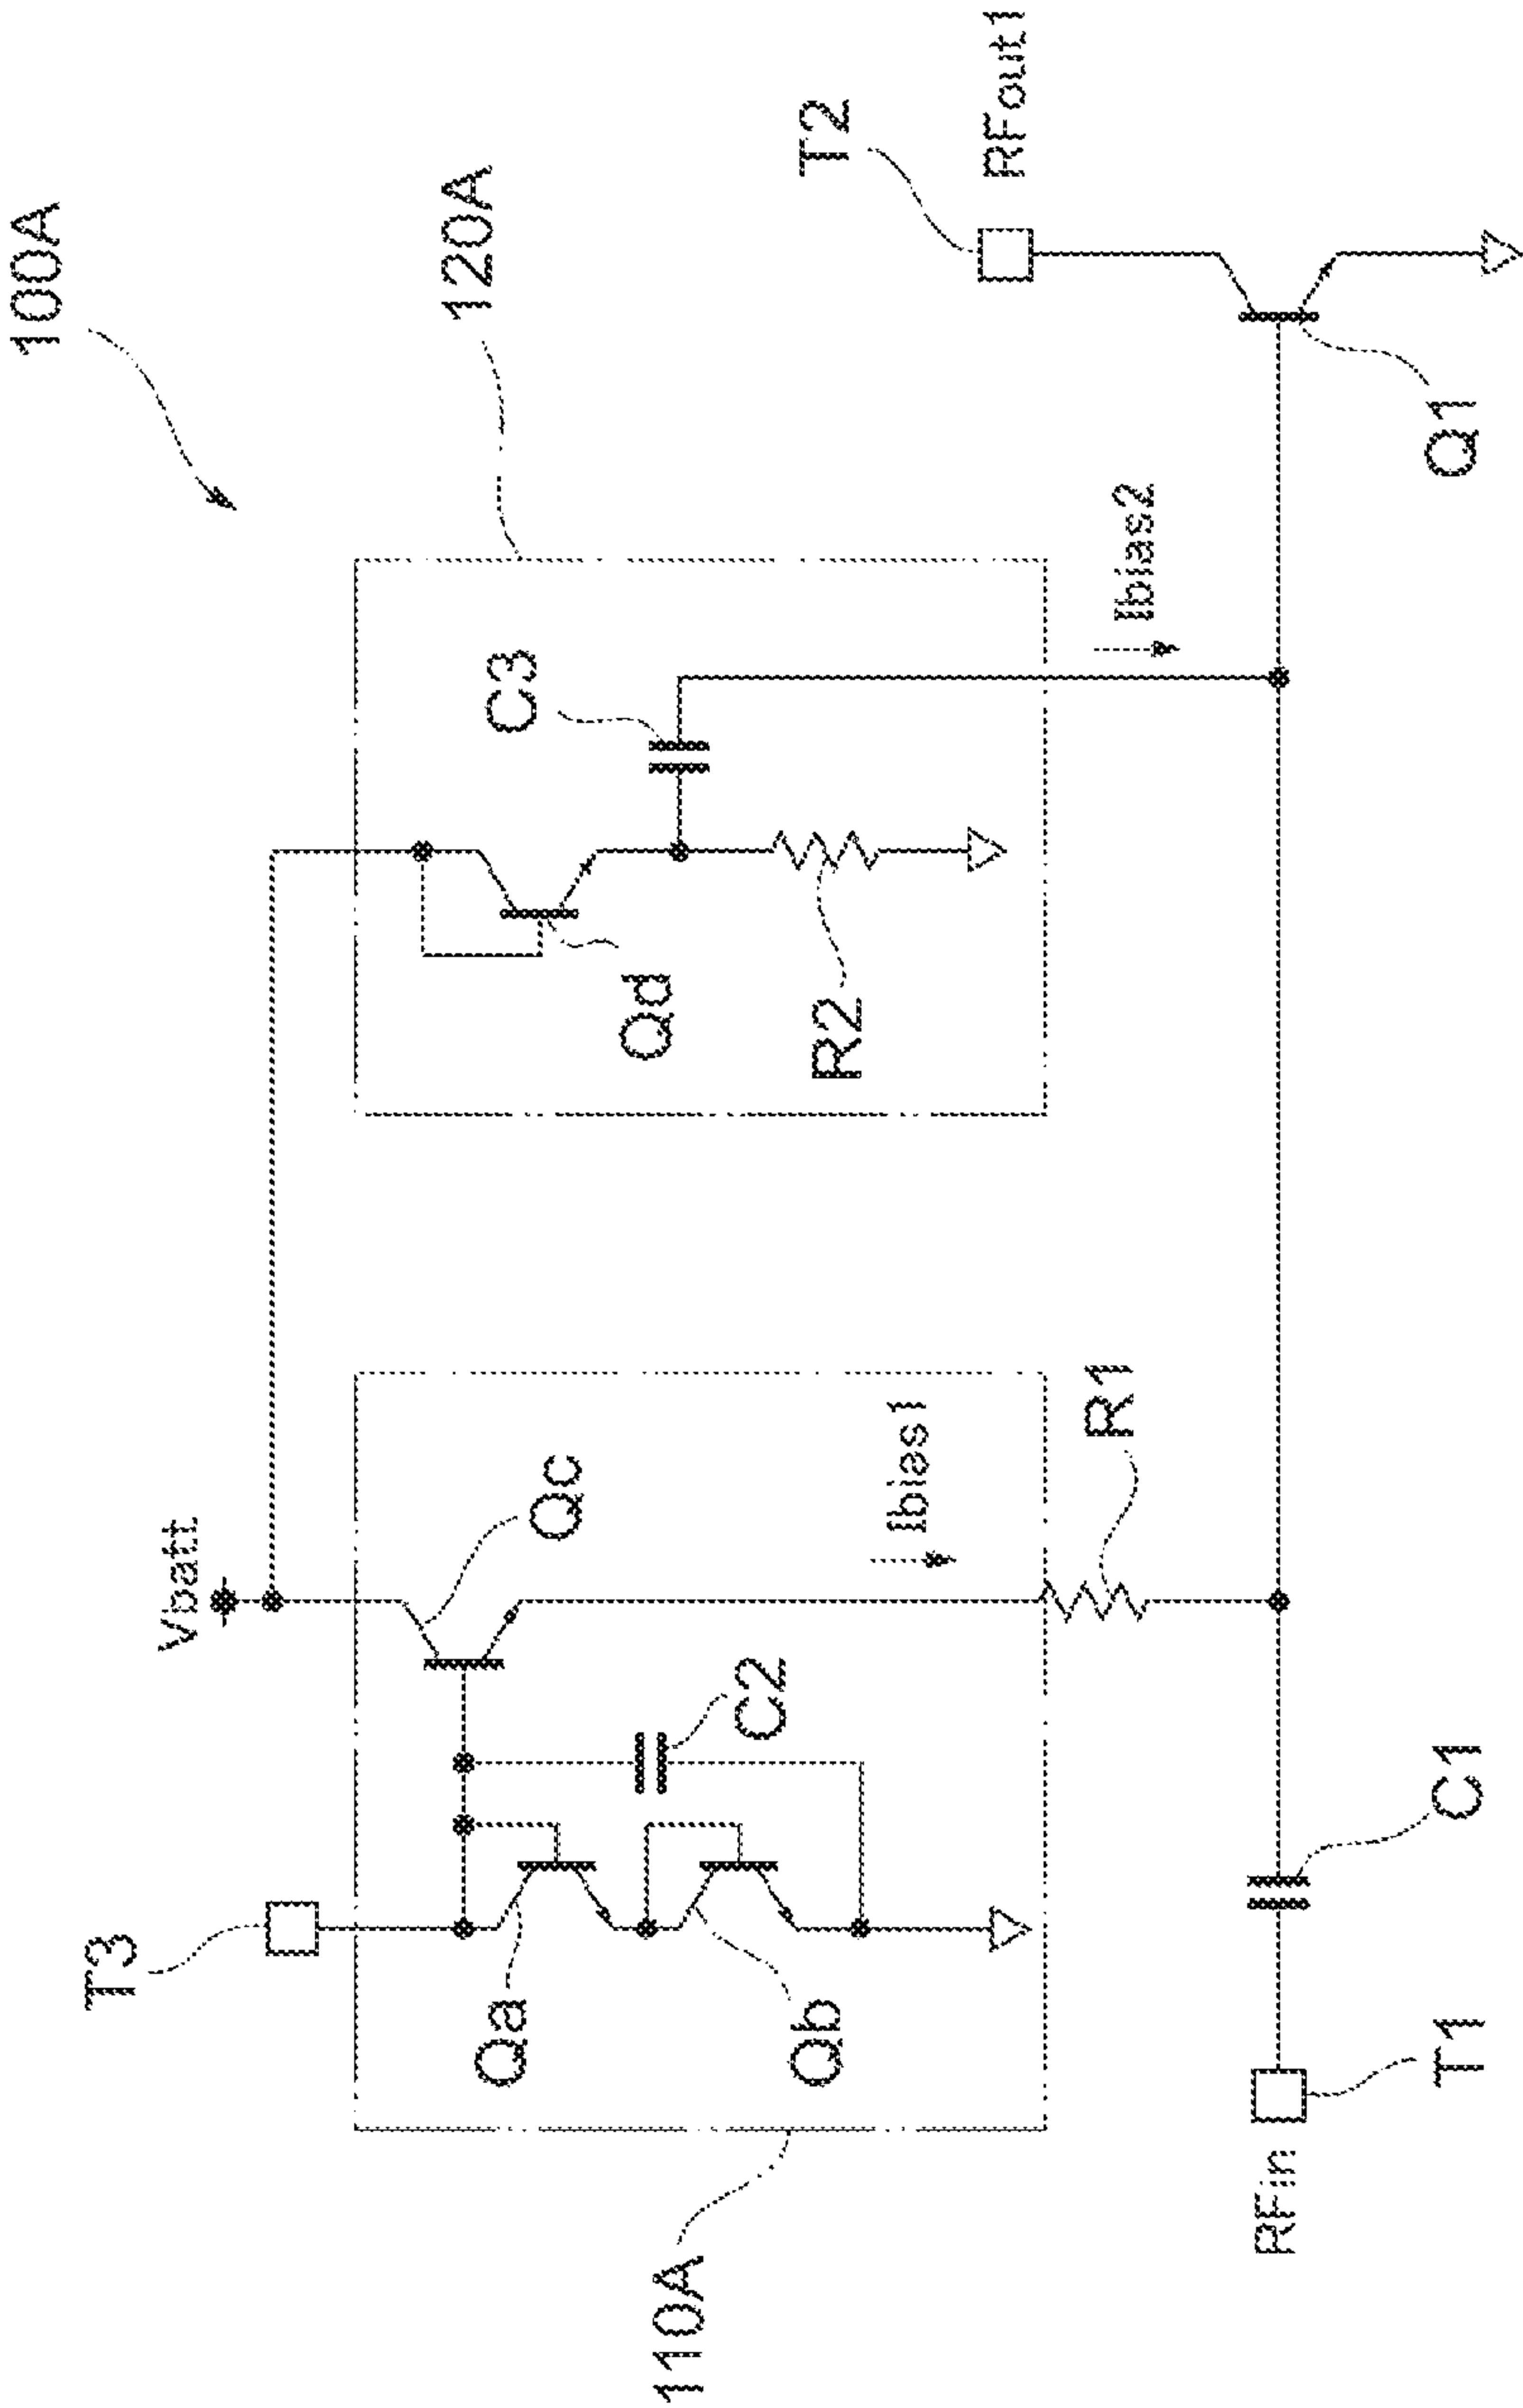 100A
Vbatt
T3
120A
Qc
C3
T2
RFout1
Qa
Qd
C2
Ibias1
Qb
R2
Ibias2
110A
R1
Q1
RFin
T1
C1